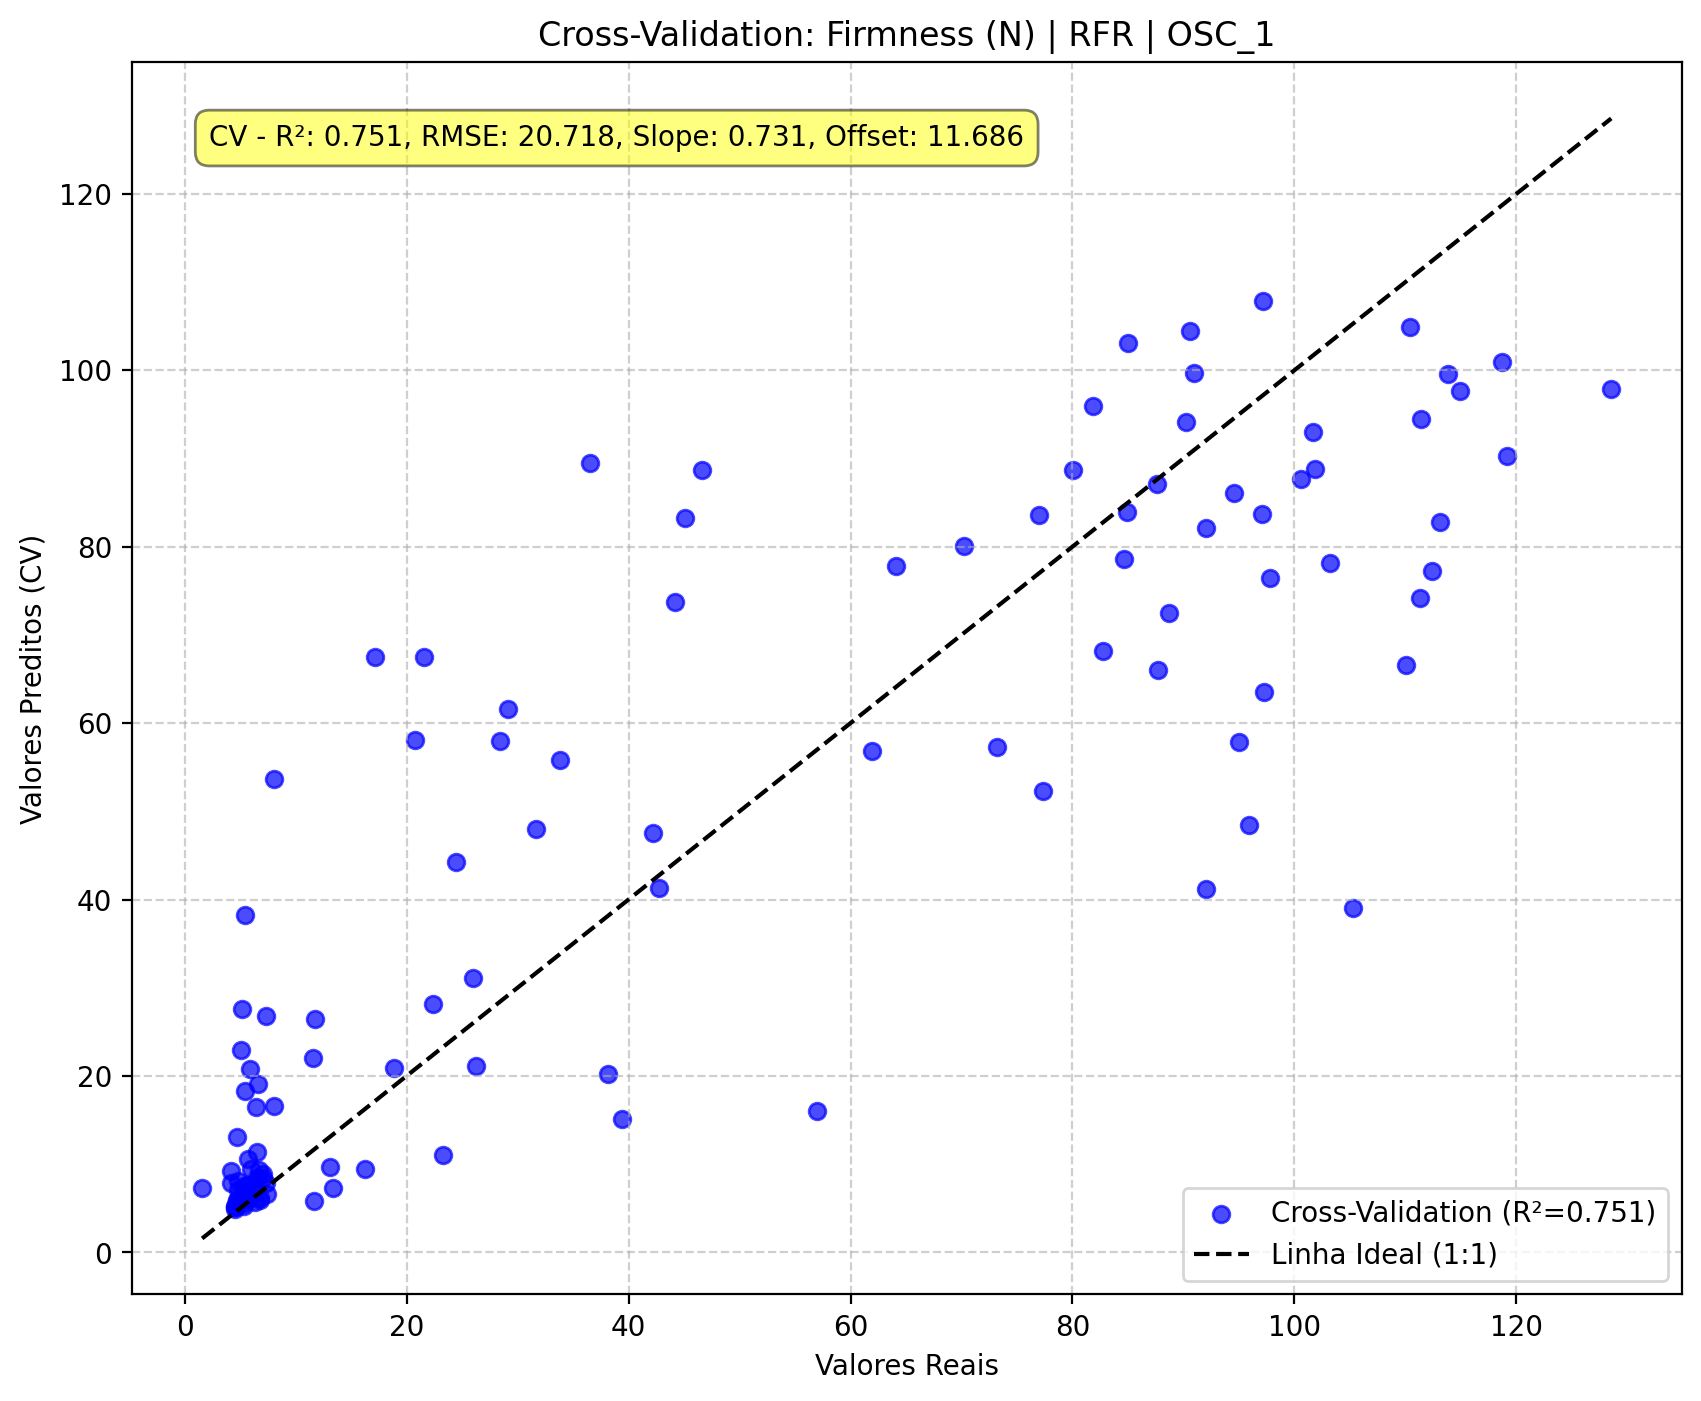 Cross-Validation: Firmness (N) | RFR | OSC_1
CV - R²: 0.751, RMSE: 20.718, Slope: 0.731, Offset: 11.686
Valores Preditos (CV)
120
100
80
60
40
20
0
0 20 40 60 80 100 120
Valores Reais
Cross-Validation (R²=0.751)
Linha Ideal (1:1)